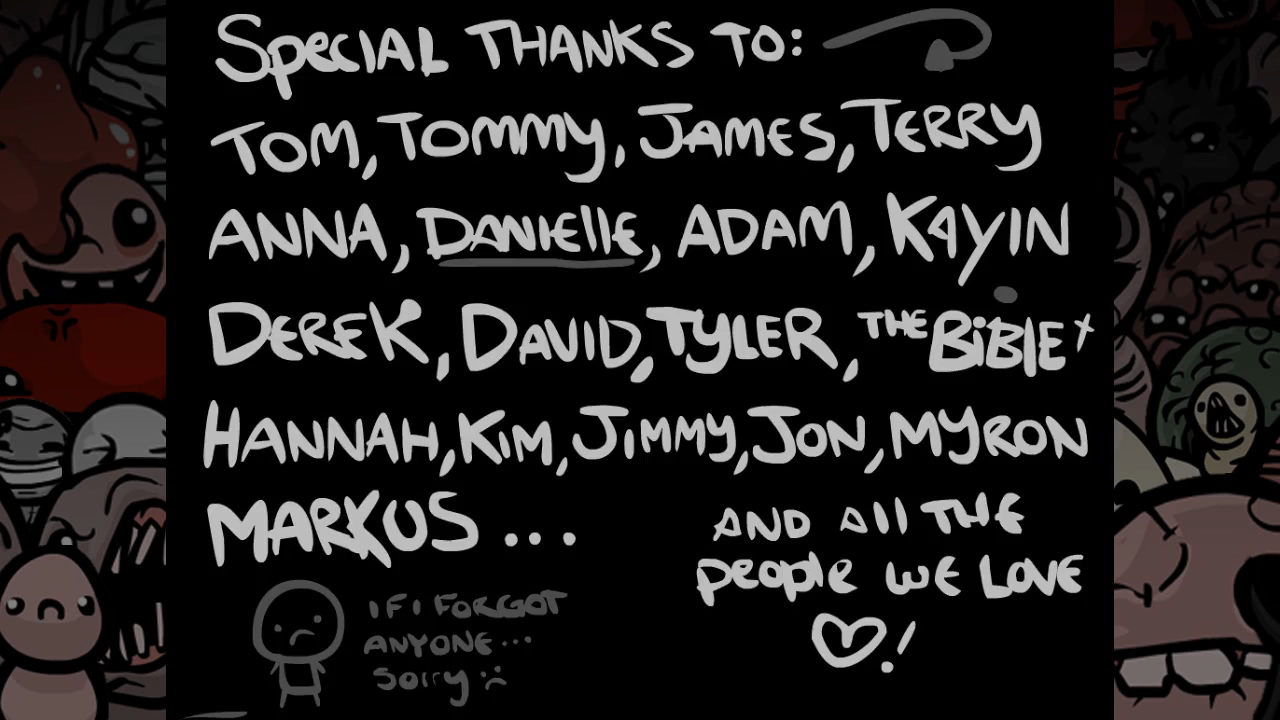 SPeCIAL THANKS TO:
TOM, TOMMY, JAMES, TERRY
ANNA, DANIElle, ADAM, KAYIN
DEREK, DAVID, TYLER, THE BiBlE
HANNAH, KiM, JiMMY, JON, MYRON
MARKUS ...
AND All THE
people WE LOVE
♡!
IF I FORGOT
ANYONE...
Sorry :(